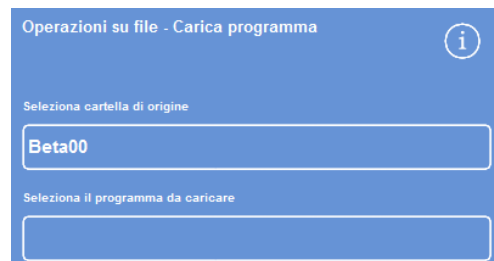 Operazioni su file - Carica programma
i
Seleziona cartella di origine
Beta00
Seleziona il programma da caricare